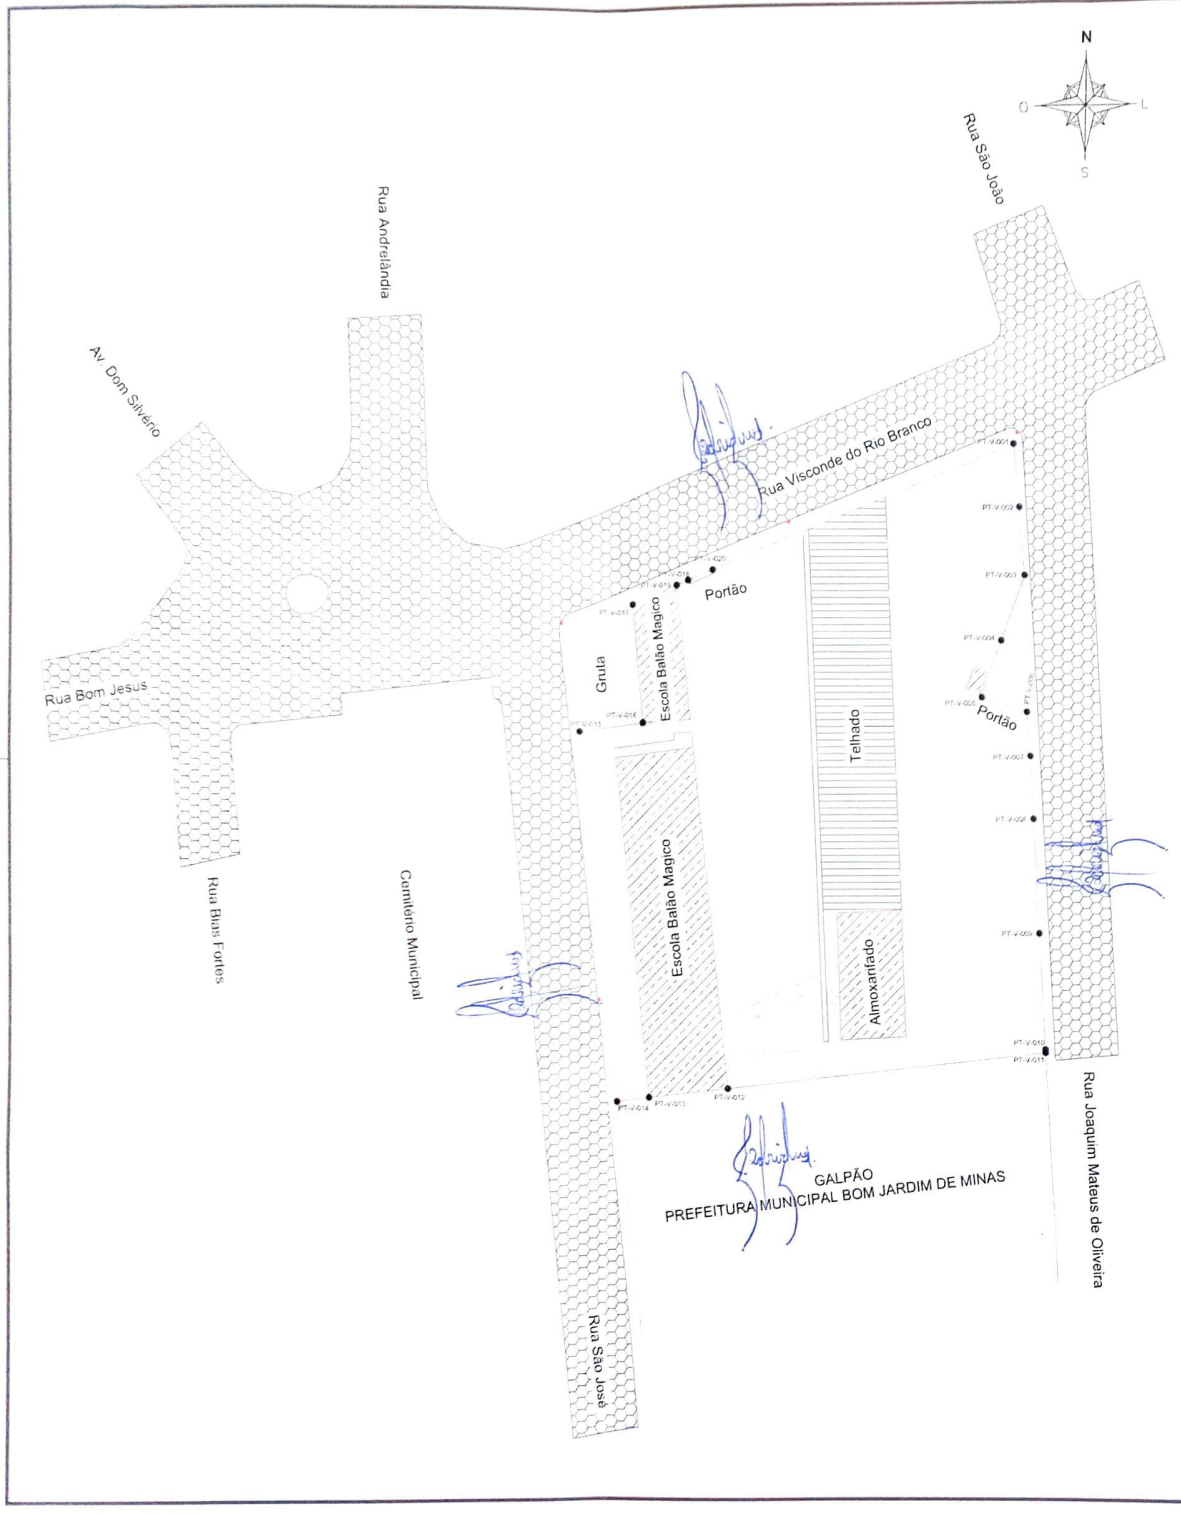 N
O
L
S
Rua São João
Rua Andrelândia
Av. Dom Silvério
Rua Visconde do Rio Branco
PT-V-001
PT-V-002
PT-V-003
PT-V-004
PT-V-005
Portão
PT-V-007
PT-V-008
PT-V-009
PT-V-010
PT-V-011
PT-V-020
PT-V-018
Portão
PT-V-017
Escola Balão Magico
Gruta
PT-V-016
PT-V-015
Rua Bom Jesus
Telhado
Escola Balão Magico
Almoxarifado
Rua Bias Fortes
Cemitério Municipal
PT-V-014
PT-V-013
PT-V-012
GALPÃO
PREFEITURA MUNICIPAL BOM JARDIM DE MINAS
Rua Joaquim Mateus de Oliveira
Rua São José